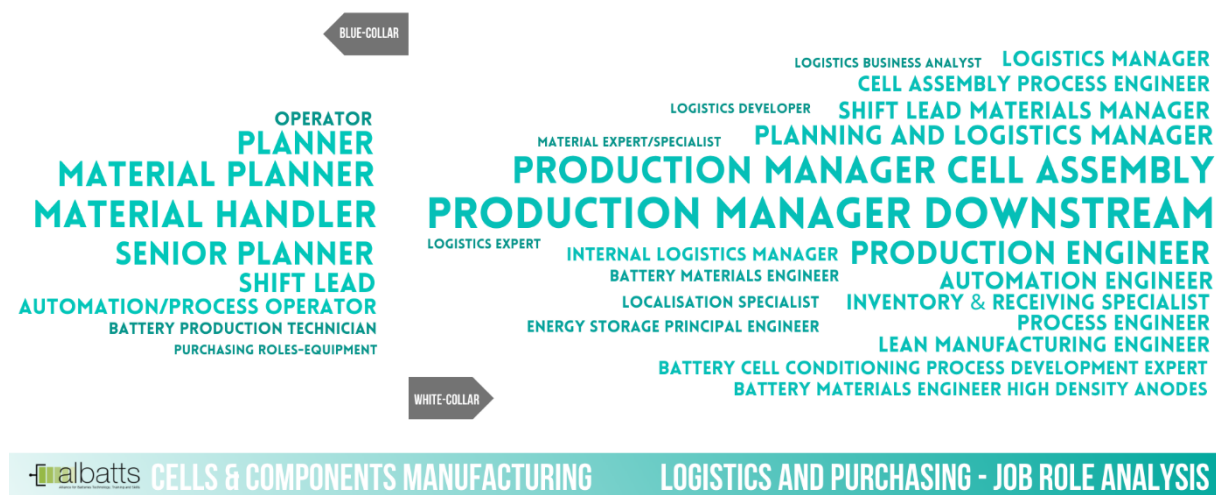 BLUE-COLLAR
OPERATOR
PLANNER
MATERIAL PLANNER
MATERIAL HANDLER
SENIOR PLANNER
SHIFT LEAD
AUTOMATION/PROCESS OPERATOR
BATTERY PRODUCTION TECHNICIAN
PURCHASING ROLES-EQUIPMENT
LOGISTICS BUSINESS ANALYST LOGISTICS MANAGER
CELL ASSEMBLY PROCESS ENGINEER
LOGISTICS DEVELOPER SHIFT LEAD MATERIALS MANAGER
MATERIAL EXPERT/SPECIALIST PLANNING AND LOGISTICS MANAGER
PRODUCTION MANAGER CELL ASSEMBLY
PRODUCTION MANAGER DOWNSTREAM
LOGISTICS EXPERT INTERNAL LOGISTICS MANAGER PRODUCTION ENGINEER
BATTERY MATERIALS ENGINEER AUTOMATION ENGINEER
LOCALISATION SPECIALIST INVENTORY & RECEIVING SPECIALIST
ENERGY STORAGE PRINCIPAL ENGINEER PROCESS ENGINEER
LEAN MANUFACTURING ENGINEER
BATTERY CELL CONDITIONING PROCESS DEVELOPMENT EXPERT
BATTERY MATERIALS ENGINEER HIGH DENSITY ANODES
WHITE-COLLAR
albatts CELLS & COMPONENTS MANUFACTURING LOGISTICS AND PURCHASING - JOB ROLE ANALYSIS